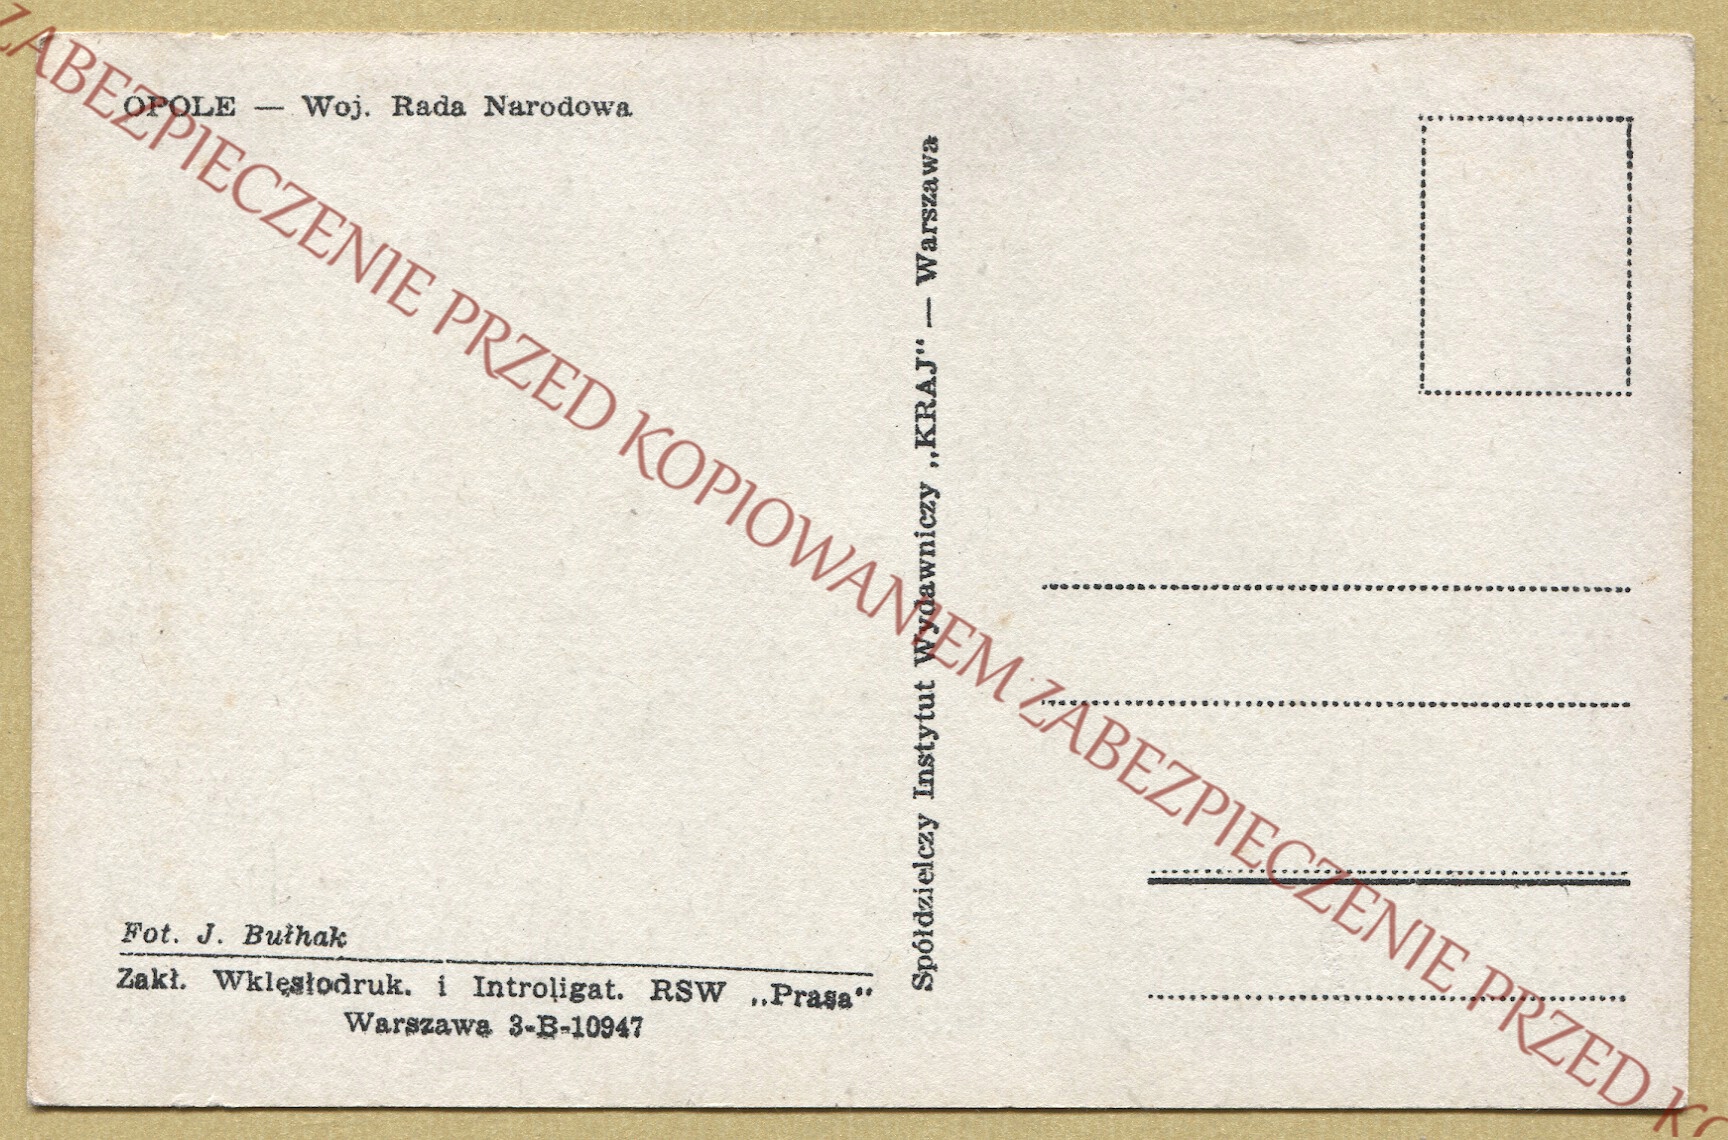 OPOLE — Woj. Rada Narodowa
Spółdzielczy Instytut Wydawniczy „KRAJ" — Warszawa
Fot. J. Bułhak
Zakł. Wklęsłodruk. i Introligat. RSW „Prasa"
Warszawa 3-B-10947
ZABEZPIECZENIE PRZED KOPIOWANIEM ZABEZPIECZENIE PRZED KO